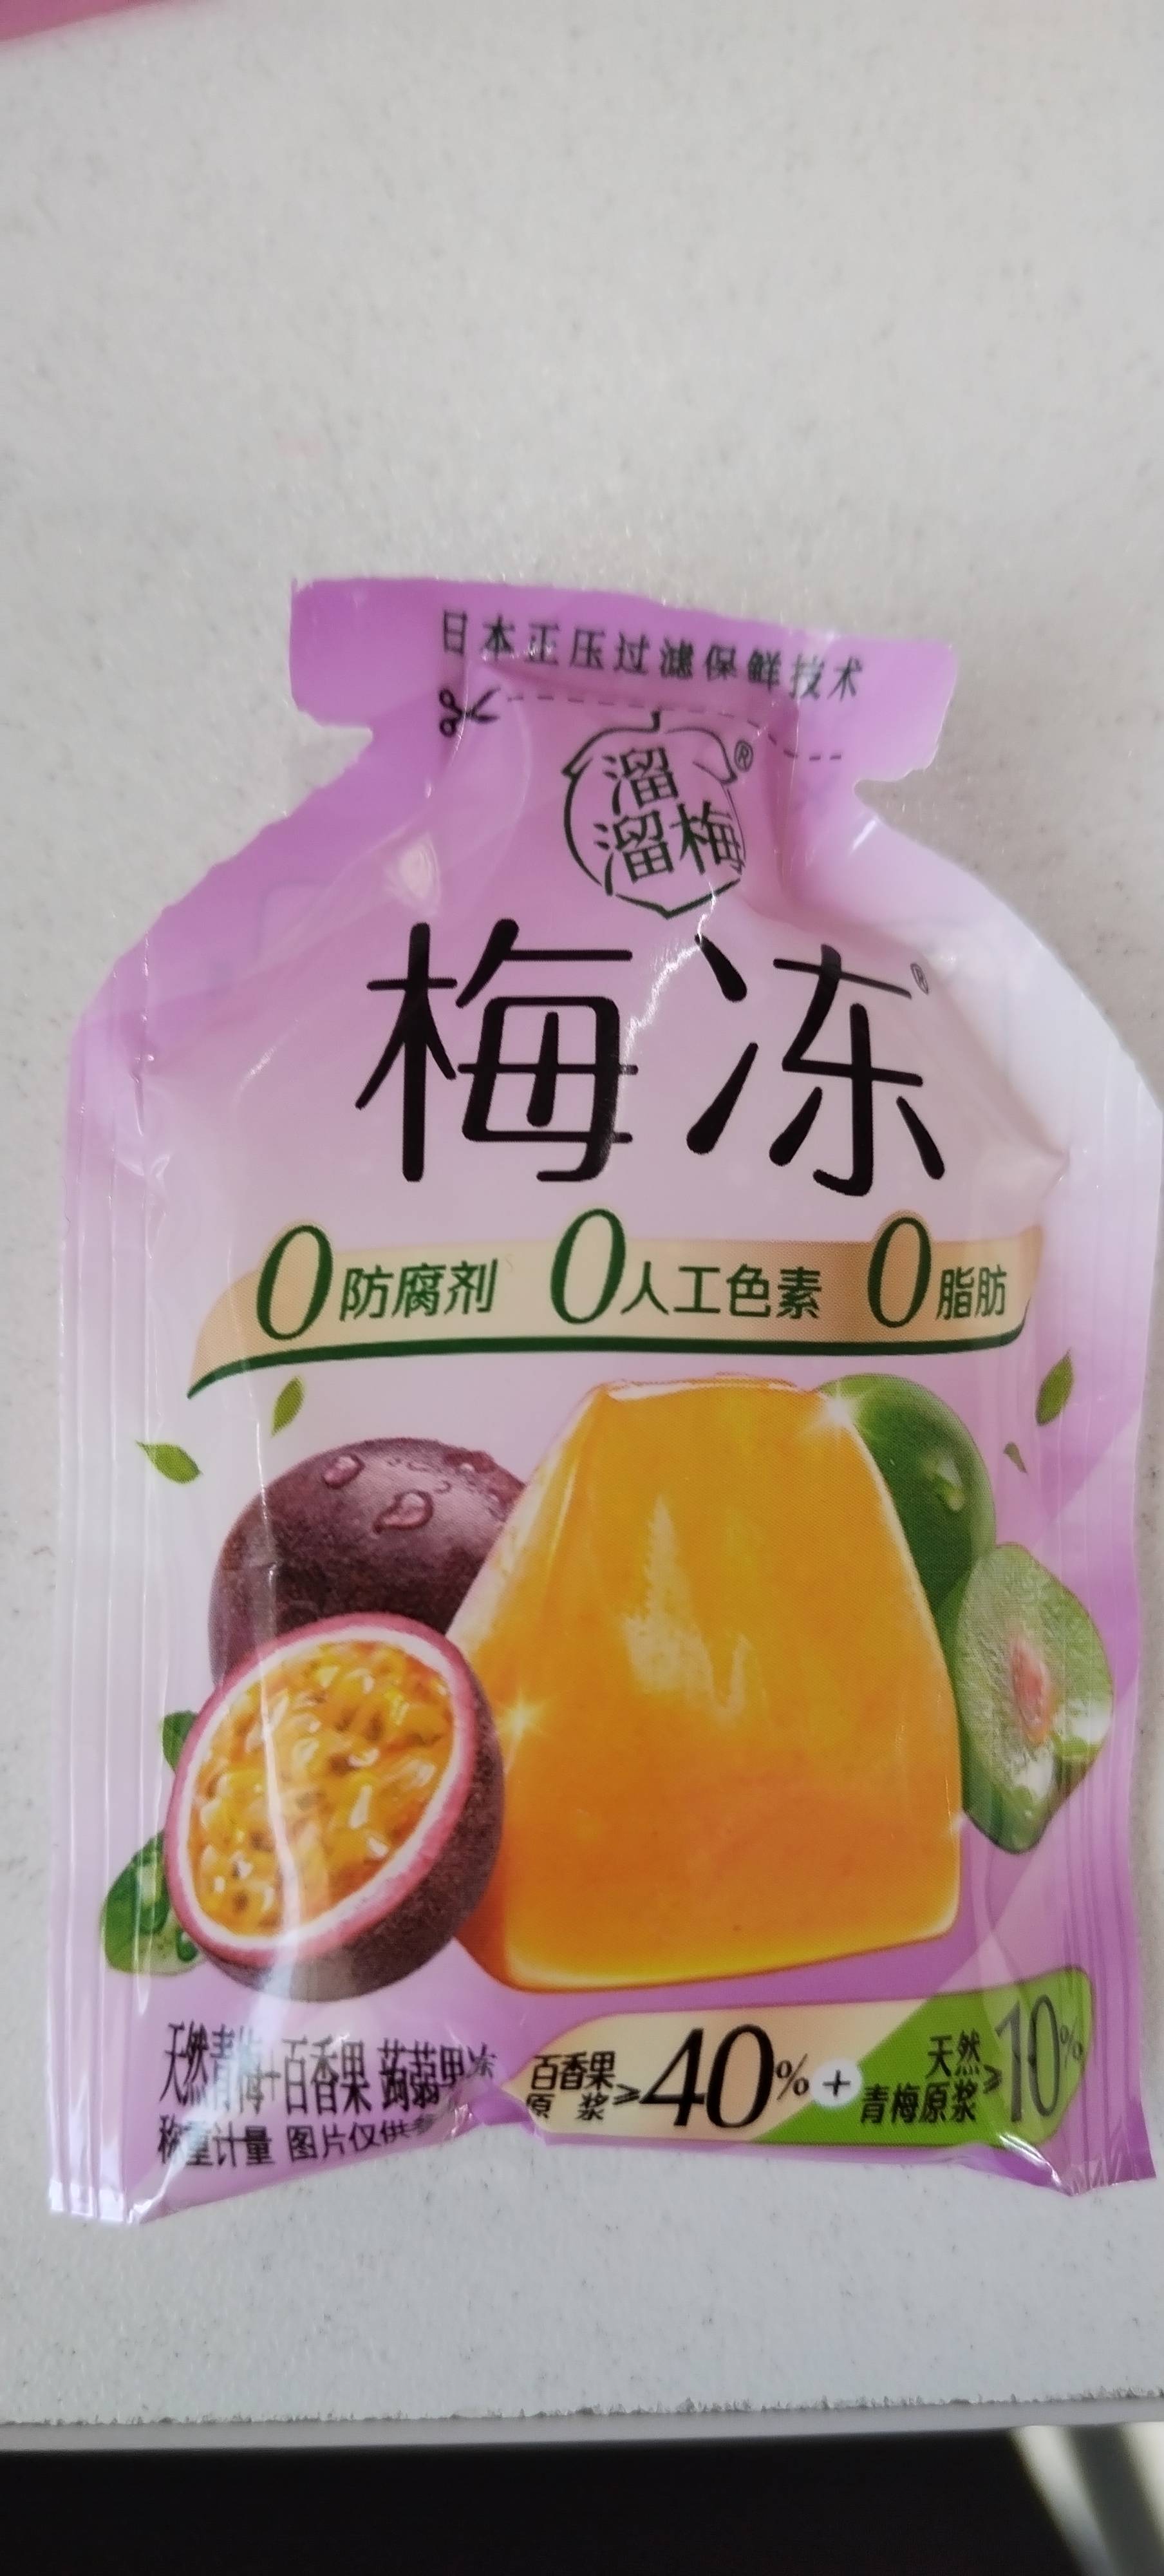 日本正压过滤保鲜技术
溜
溜梅®
梅冻®
0防腐剂 0人工色素 0脂肪
天然青梅+百香果 蒟蒻果冻
称重计量 图片仅供
百香果
原浆≥40%
+
天然
青梅原浆≥10%